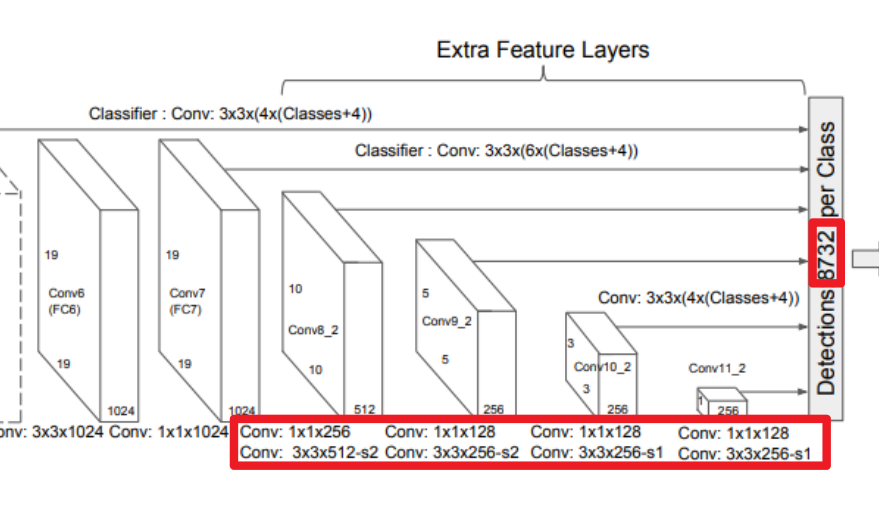 Extra Feature Layers
Classifier : Conv: 3x3x(4x(Classes+4))
Classifier : Conv: 3x3x(6x(Classes+4))
Conv: 3x3x(4x(Classes+4))
19
Conv6
(FC6)
19
1024
19
Conv7
(FC7)
19
1024
10
Conv8_2
10
512
5
Conv9_2
5
256
3
Conv10_2
3
256
Conv11_2
1
256
Detections 8732 per Class
onv: 3x3x1024
Conv: 1x1x1024
Conv: 1x1x256
Conv: 3x3x512-s2
Conv: 1x1x128
Conv: 3x3x256-s2
Conv: 1x1x128
Conv: 3x3x256-s1
Conv: 1x1x128
Conv: 3x3x256-s1